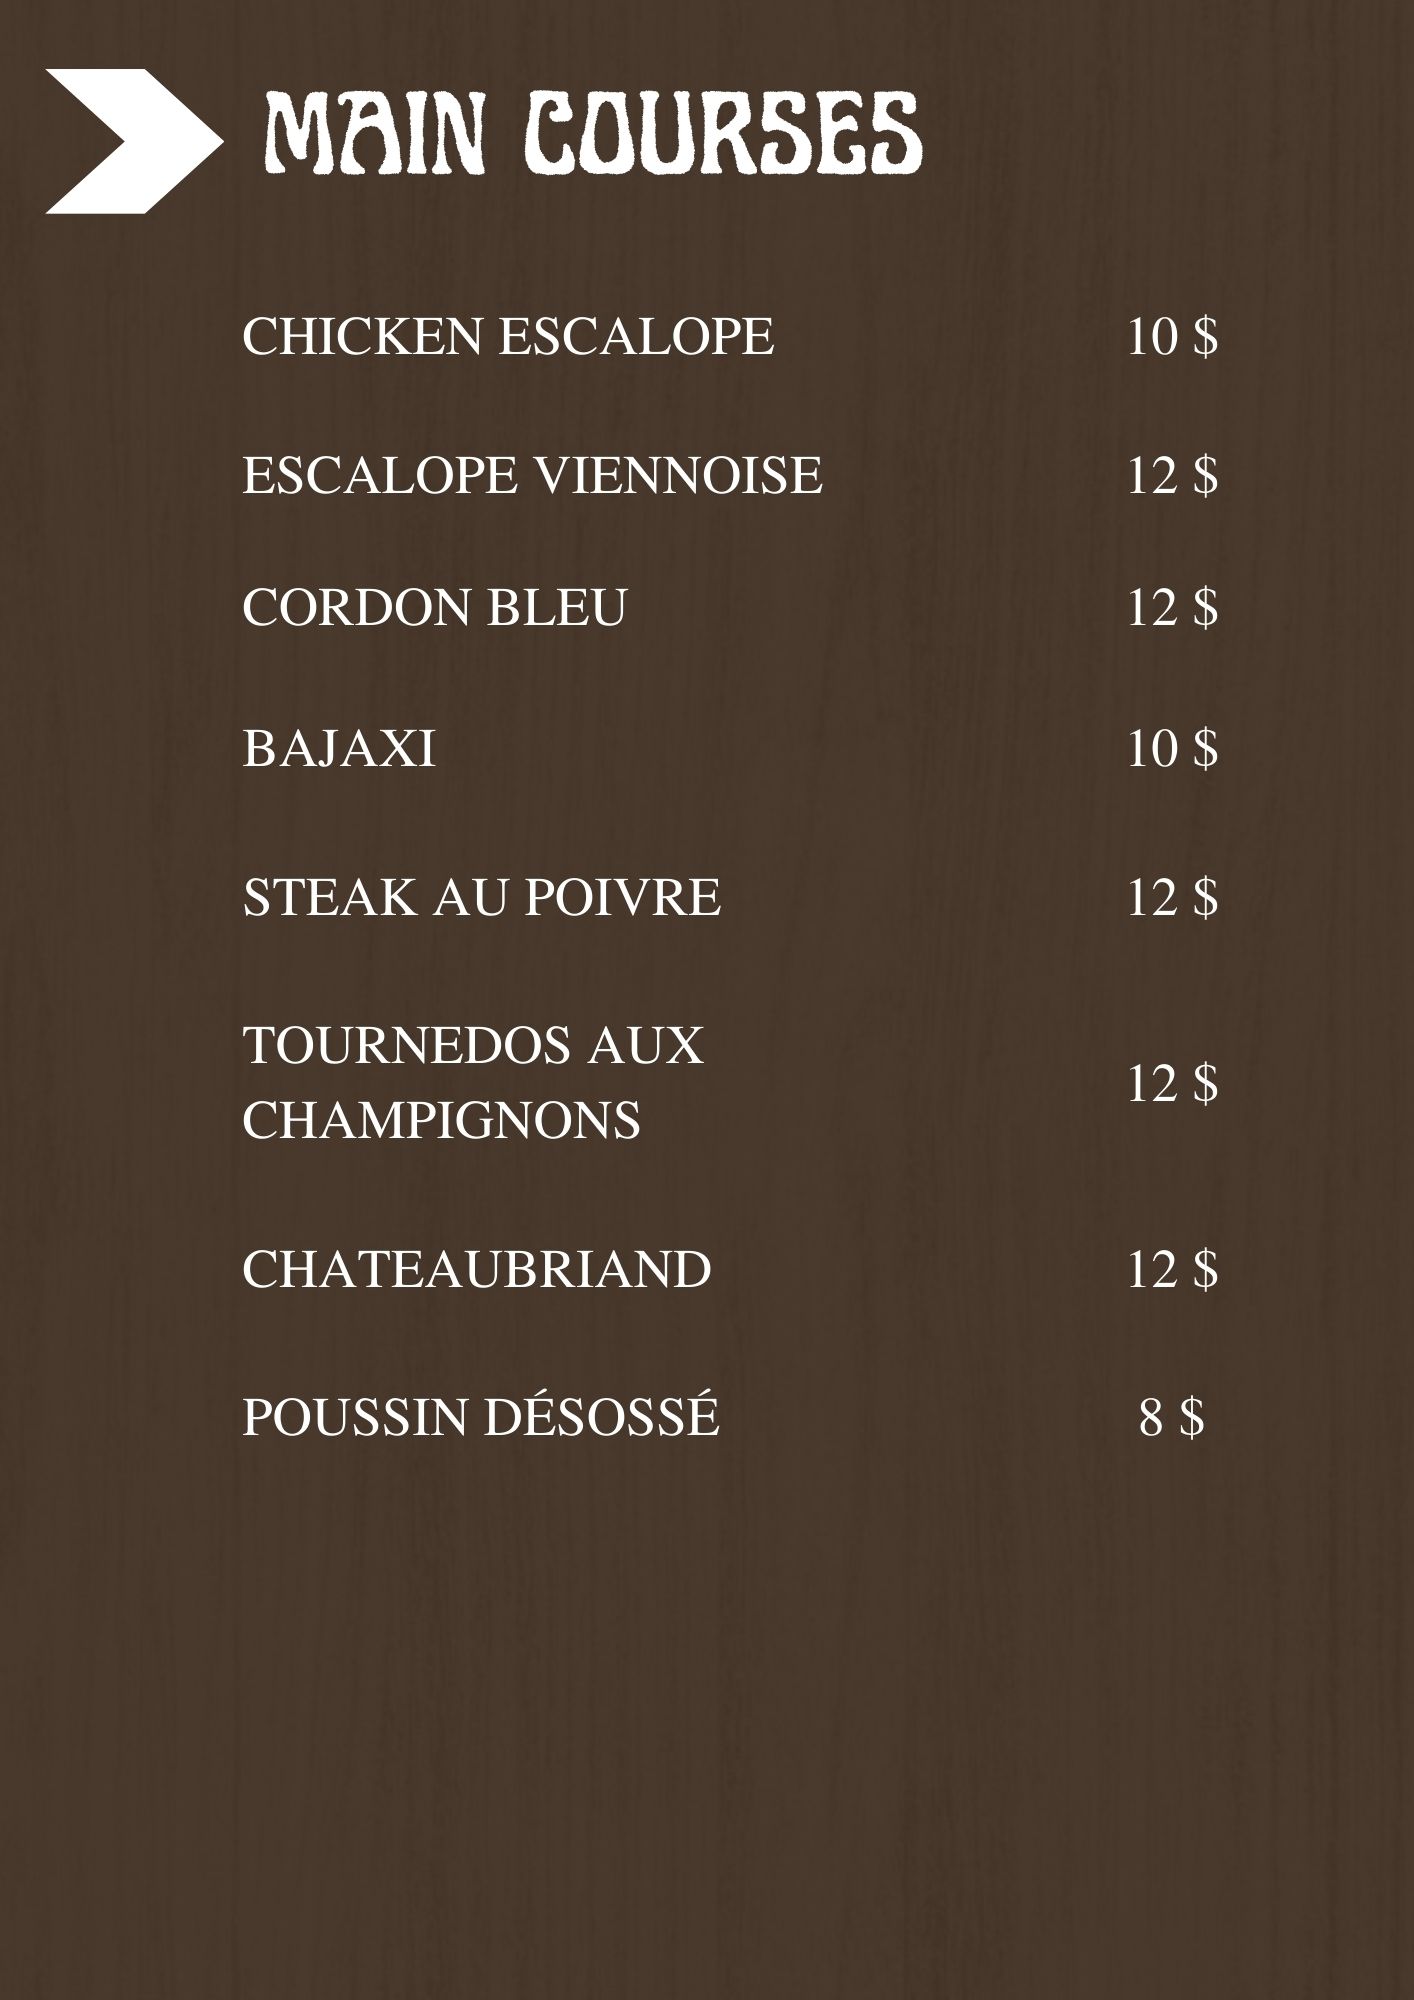 MAIN COURSES
CHICKEN ESCALOPE 10 $
ESCALOPE VIENNOISE 12 $
CORDON BLEU 12 $
BAJAXI 10 $
STEAK AU POIVRE 12 $
TOURNEDOS AUX
CHAMPIGNONS 12 $
CHATEAUBRIAND 12 $
POUSSIN DÉSOSSÉ 8 $